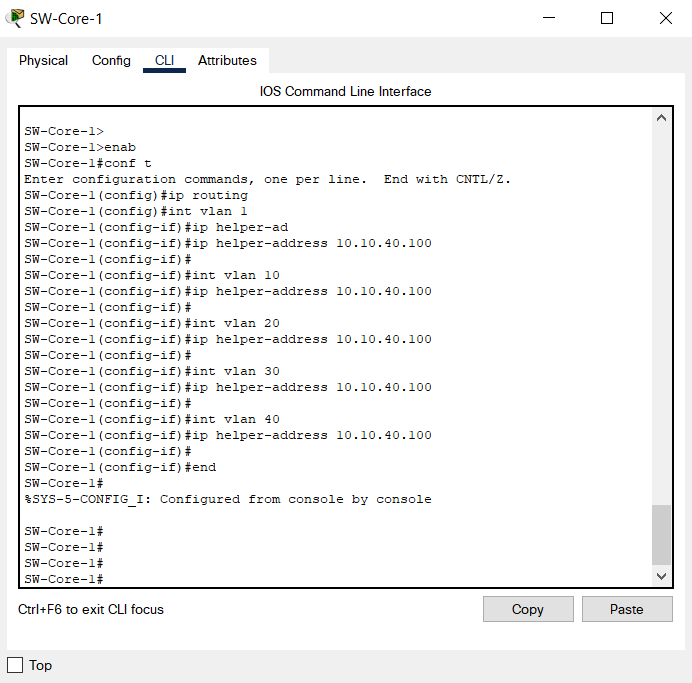 SW-Core-1
Physical Config CLI Attributes
IOS Command Line Interface
SW-Core-1>
SW-Core-1>enab
SW-Core-1#conf t
Enter configuration commands, one per line.  End with CNTL/Z.
SW-Core-1(config)#ip routing
SW-Core-1(config)#int vlan 1
SW-Core-1(config-if)#ip helper-ad
SW-Core-1(config-if)#ip helper-address 10.10.40.100
SW-Core-1(config-if)#
SW-Core-1(config-if)#int vlan 10
SW-Core-1(config-if)#ip helper-address 10.10.40.100
SW-Core-1(config-if)#
SW-Core-1(config-if)#int vlan 20
SW-Core-1(config-if)#ip helper-address 10.10.40.100
SW-Core-1(config-if)#
SW-Core-1(config-if)#int vlan 30
SW-Core-1(config-if)#ip helper-address 10.10.40.100
SW-Core-1(config-if)#
SW-Core-1(config-if)#int vlan 40
SW-Core-1(config-if)#ip helper-address 10.10.40.100
SW-Core-1(config-if)#
SW-Core-1(config-if)#end
SW-Core-1#
%SYS-5-CONFIG_I: Configured from console by console
SW-Core-1#
SW-Core-1#
SW-Core-1#
SW-Core-1#
Ctrl+F6 to exit CLI focus
Copy Paste
Top